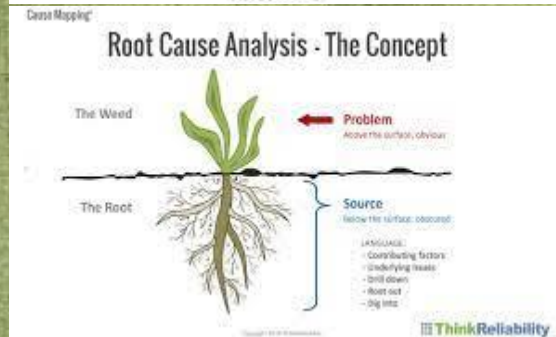 Cause Mapping®
Root Cause Analysis - The Concept
The Weed
Problem
Above the surface, obvious
The Root
Source
Below the surface, obscured
LANGUAGE:
- Contributing factors
- Underlying issues
- Drill down
- Root out
- Dig into
ThinkReliability